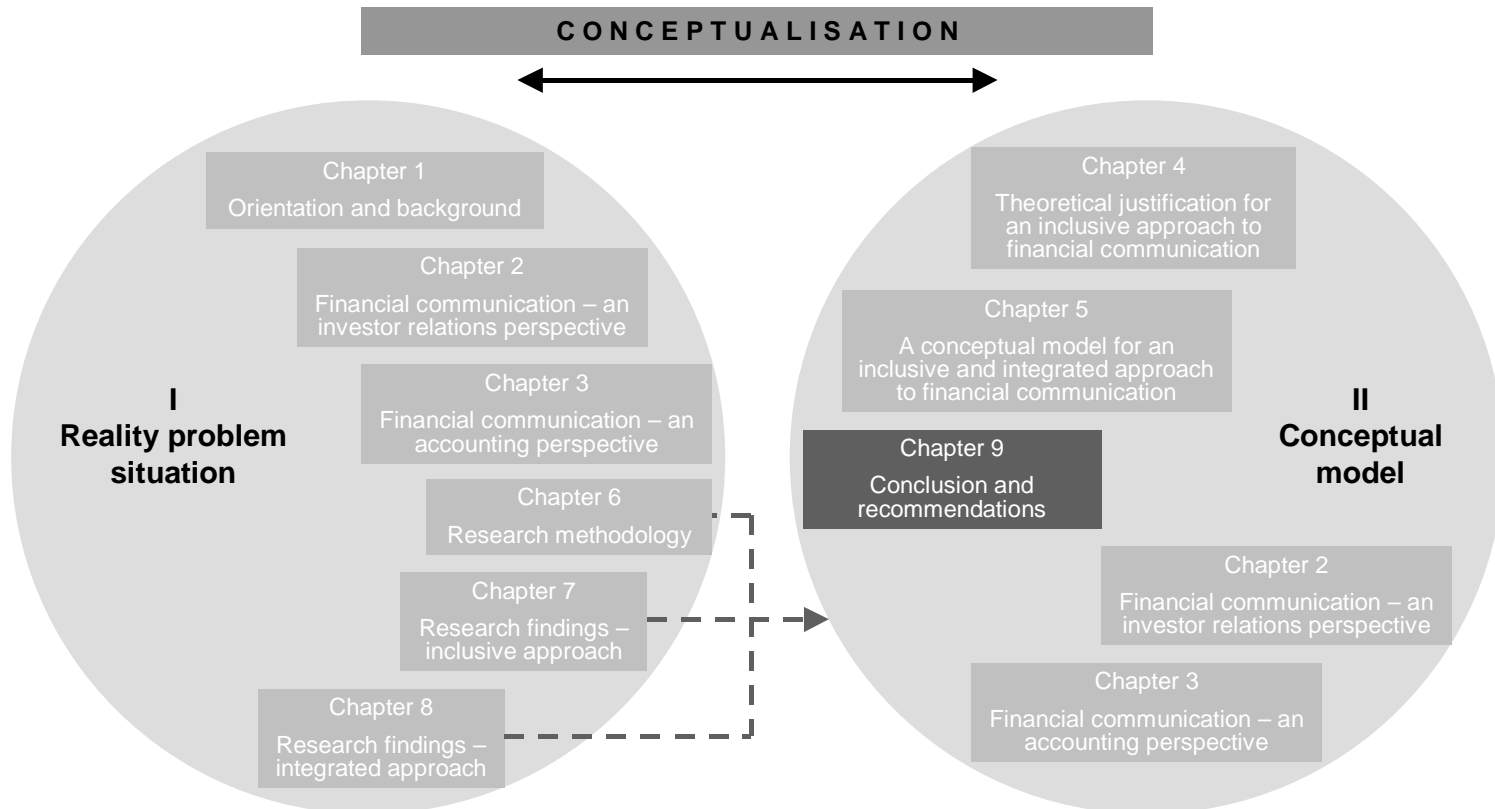 CONCEPTUALISATION
I
Reality problem
situation
Chapter 1
Orientation and background
Chapter 2
Financial communication – an
investor relations perspective
Chapter 3
Financial communication – an
accounting perspective
Chapter 6
Research methodology
Chapter 7
Research findings –
inclusive approach
Chapter 8
Research findings –
integrated approach
Chapter 4
Theoretical justification for
an inclusive approach to
financial communication
Chapter 5
A conceptual model for an
inclusive and integrated approach
to financial communication
II
Conceptual
model
Chapter 9
Conclusion and
recommendations
Chapter 2
Financial communication – an
investor relations perspective
Chapter 3
Financial communication – an
accounting perspective